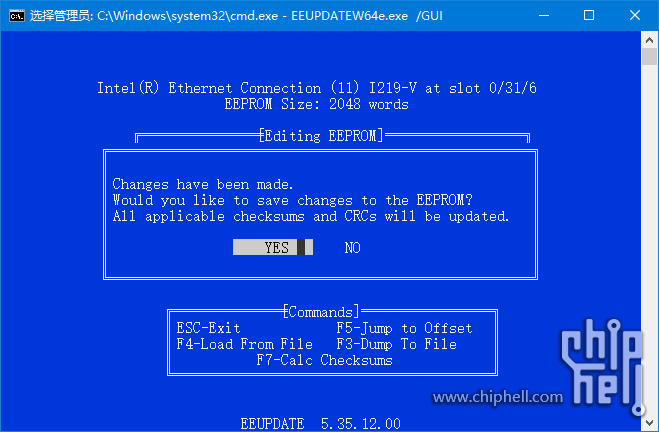 选择管理员: C:\Windows\system32\cmd.exe - EEUPDATEW64e.exe /GUI
Intel(R) Ethernet Connection (11) I219-V at slot 0/31/6
EEPROM Size: 2048 words
[Editing EEPROM]
Changes have been made.
Would you like to save changes to the EEPROM?
All applicable checksums and CRCs will be updated.
YES NO
[Commands]
ESC-Exit F5-Jump to Offset
F4-Load From File F3-Dump To File
F7-Calc Checksums
EEUPDATE 5.35.12.00
chip
hell
www.chiphell.com